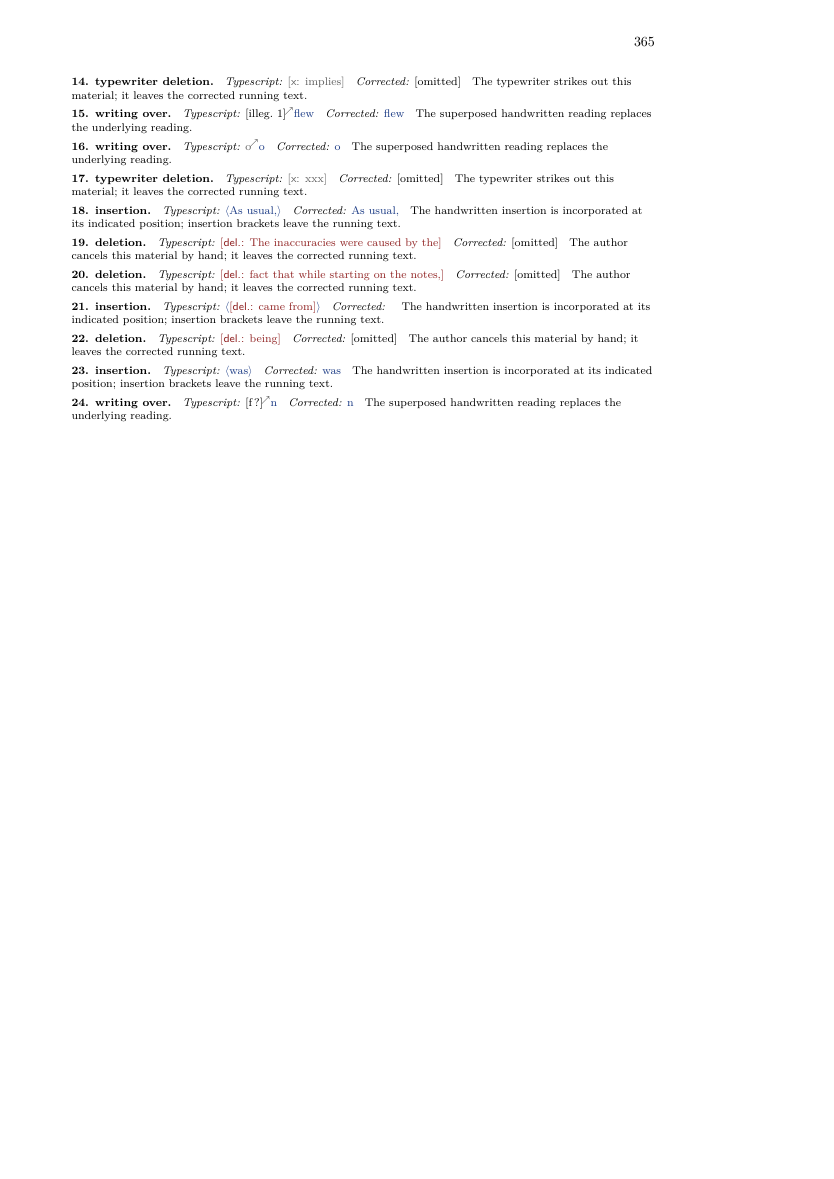 365
14. typewriter deletion. Typescript: [x: implies] Corrected: [omitted] The typewriter strikes out this
material; it leaves the corrected running text.
15. writing over. Typescript: [illeg. 1]↗flew Corrected: flew The superposed handwritten reading replaces
the underlying reading.
16. writing over. Typescript: o↗o Corrected: o The superposed handwritten reading replaces the
underlying reading.
17. typewriter deletion. Typescript: [x: xxx] Corrected: [omitted] The typewriter strikes out this
material; it leaves the corrected running text.
18. insertion. Typescript: ⟨As usual,⟩ Corrected: As usual, The handwritten insertion is incorporated at
its indicated position; insertion brackets leave the running text.
19. deletion. Typescript: [del.: The inaccuracies were caused by the] Corrected: [omitted] The author
cancels this material by hand; it leaves the corrected running text.
20. deletion. Typescript: [del.: fact that while starting on the notes,] Corrected: [omitted] The author
cancels this material by hand; it leaves the corrected running text.
21. insertion. Typescript: ⟨[del.: came from]⟩ Corrected: The handwritten insertion is incorporated at its
indicated position; insertion brackets leave the running text.
22. deletion. Typescript: [del.: being] Corrected: [omitted] The author cancels this material by hand; it
leaves the corrected running text.
23. insertion. Typescript: ⟨was⟩ Corrected: was The handwritten insertion is incorporated at its indicated
position; insertion brackets leave the running text.
24. writing over. Typescript: [f?]↗n Corrected: n The superposed handwritten reading replaces the
underlying reading.